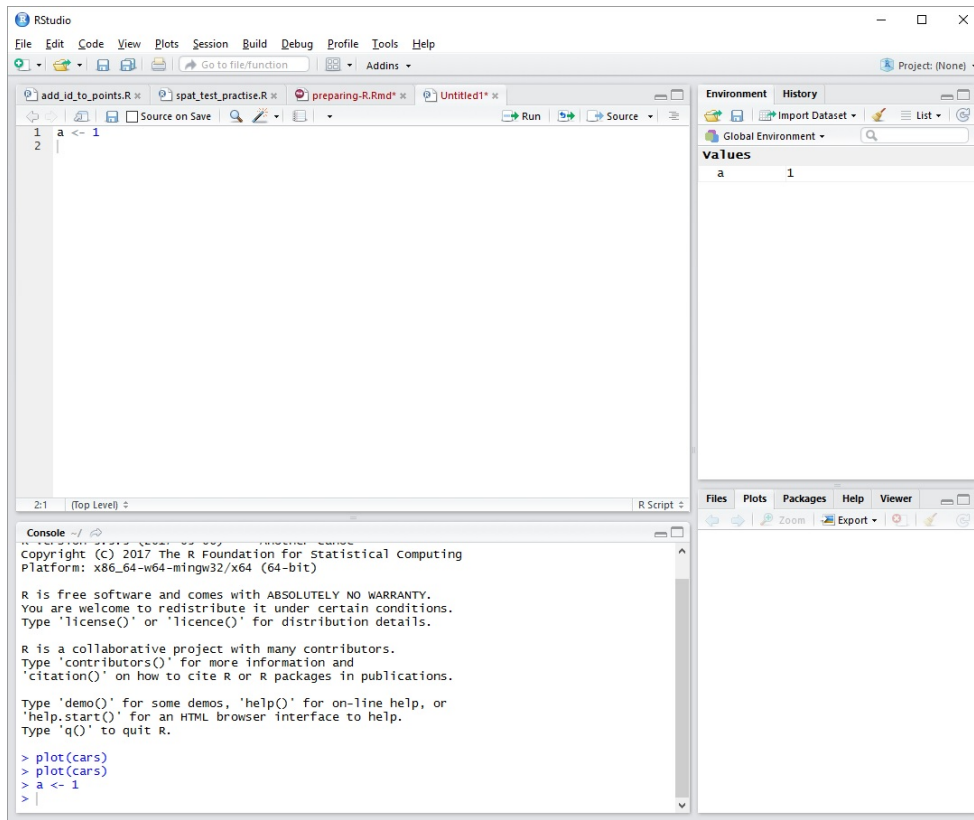 RStudio
File Edit Code View Plots Session Build Debug Profile Tools Help
Go to file/function Addins Project: (None)
add_id_to_points.R spat_test_practise.R preparing-R.Rmd* Untitled1*
Source on Save Run Source
1 a <- 1
2
2:1 (Top Level) R Script
Console ~/
Copyright (C) 2017 The R Foundation for Statistical Computing
Platform: x86_64-w64-mingw32/x64 (64-bit)
R is free software and comes with ABSOLUTELY NO WARRANTY.
You are welcome to redistribute it under certain conditions.
Type 'license()' or 'licence()' for distribution details.
R is a collaborative project with many contributors.
Type 'contributors()' for more information and
'citation()' on how to cite R or R packages in publications.
Type 'demo()' for some demos, 'help()' for on-line help, or
'help.start()' for an HTML browser interface to help.
Type 'q()' to quit R.
> plot(cars)
> plot(cars)
> a <- 1
>
Environment History
Import Dataset List
Global Environment
Values
a 1
Files Plots Packages Help Viewer
Zoom Export